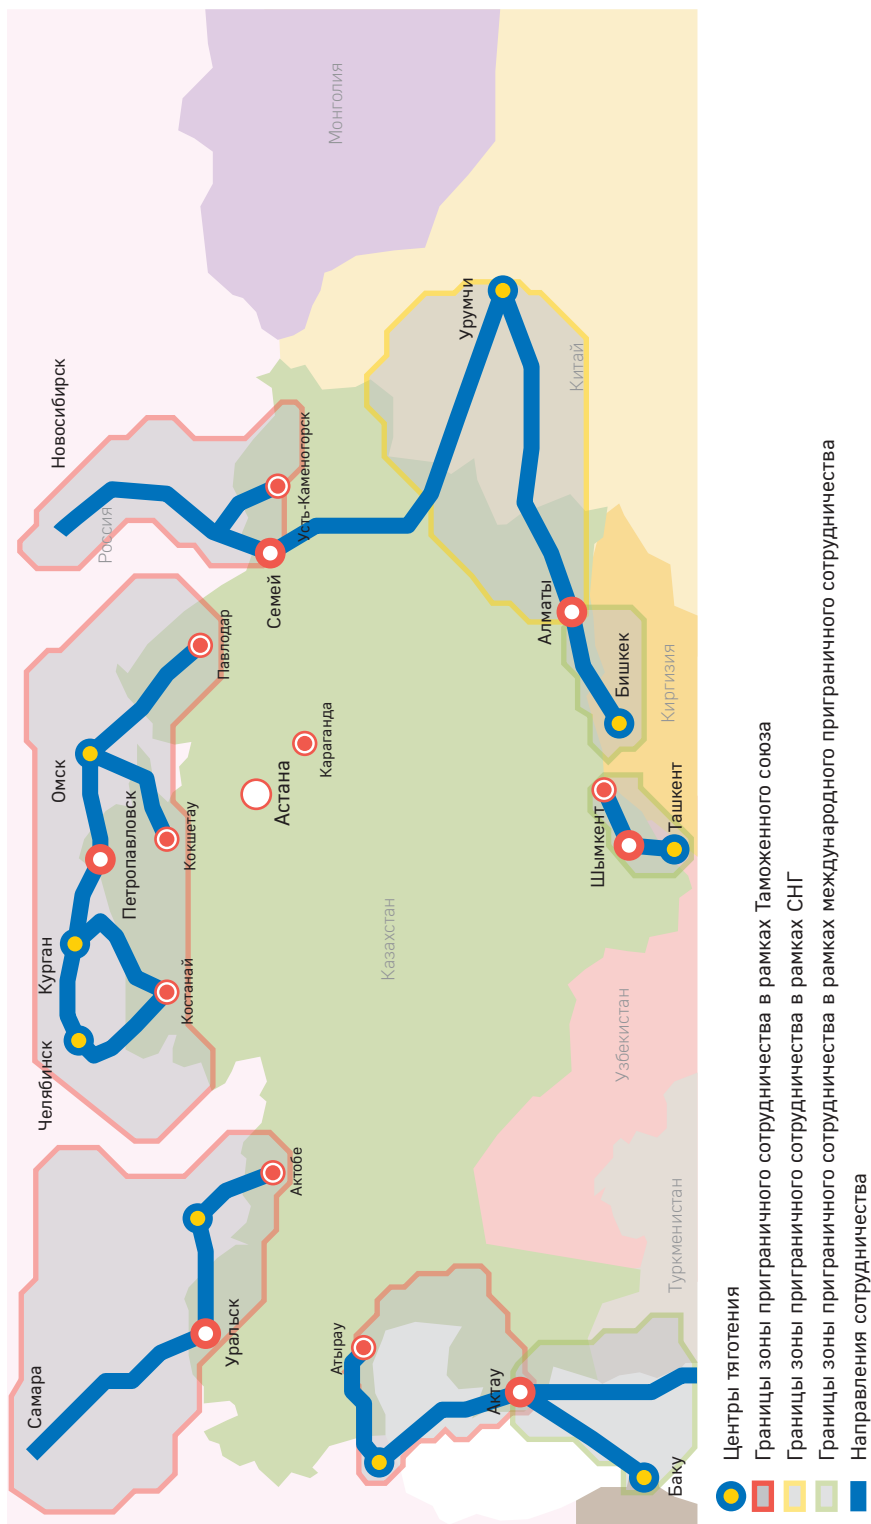 Самара
Челябинск
Курган
Омск
Новосибирск
Россия
Монголия
Петропавловск
Павлодар
Кокшетау
Костанай
Уральск
Актобе
Семей
Усть-Каменогорск
Астана
Караганда
Казахстан
Урумчи
Китай
Атырау
Актау
Алматы
Бишкек
Киргизия
Шымкент
Ташкент
Узбекистан
Туркменистан
Баку
Центры тяготения
Границы зоны приграничного сотрудничества в рамках Таможенного союза
Границы зоны приграничного сотрудничества в рамках СНГ
Границы зоны приграничного сотрудничества в рамках международного приграничного сотрудничества
Направления сотрудничества